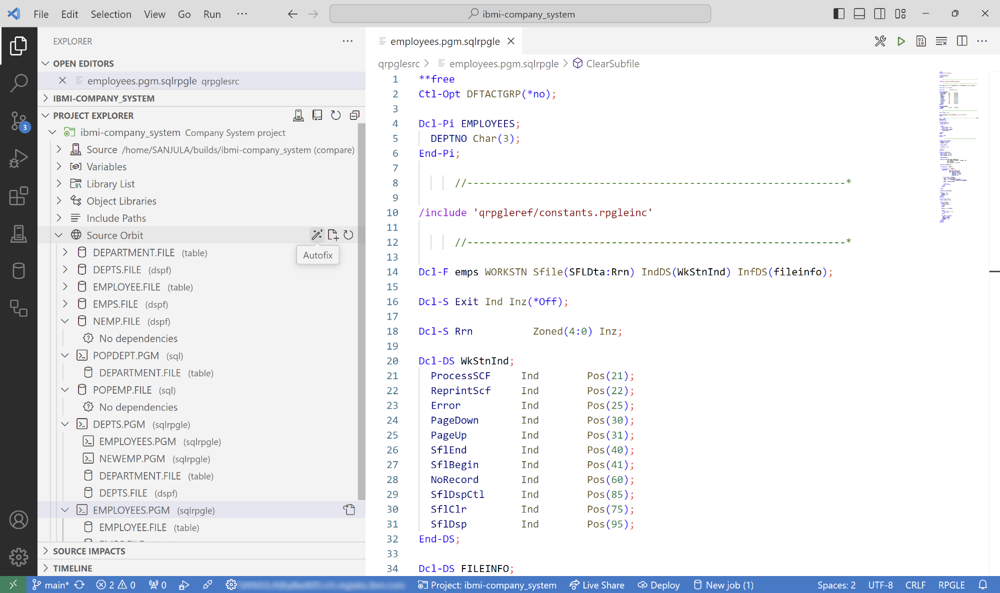 File Edit Selection View Go Run ··· ibmi-company_system
EXPLORER
OPEN EDITORS
employees.pgm.sqlrpgle qrpglesrc
IBMI-COMPANY_SYSTEM
PROJECT EXPLORER
ibmi-company_system Company System project
Source /home/SANJULA/builds/ibmi-company_system (compare)
Variables
Library List
Object Libraries
Include Paths
Source Orbit
Autofix
DEPARTMENT.FILE (table)
DEPTS.FILE (dspf)
EMPLOYEE.FILE (table)
EMPS.FILE (dspf)
NEMP.FILE (dspf)
No dependencies
POPDEPT.PGM (sql)
DEPARTMENT.FILE (table)
POPEMP.FILE (sql)
No dependencies
DEPTS.PGM (sqlrpgle)
EMPLOYEES.PGM (sqlrpgle)
NEWEMP.PGM (sqlrpgle)
DEPARTMENT.FILE (table)
DEPTS.FILE (dspf)
EMPLOYEES.PGM (sqlrpgle)
EMPLOYEE.FILE (table)
SOURCE IMPACTS
TIMELINE
3
employees.pgm.sqlrpgle
qrpglesrc > employees.pgm.sqlrpgle > ClearSubfile
1 **free
2 Ctl-Opt DFTACTGRP(*no);
3
4 Dcl-Pi EMPLOYEES;
5 DEPTNO Char(3);
6 End-Pi;
7
8 //---------------------------------------------------------------*
9
10 /include 'qrpgleref/constants.rpgleinc'
11
12 //---------------------------------------------------------------*
13
14 Dcl-F emps WORKSTN Sfile(SFLDta:Rrn) IndDS(WkStnInd) InfDS(fileinfo);
15
16 Dcl-S Exit Ind Inz(*Off);
17
18 Dcl-S Rrn Zoned(4:0) Inz;
19
20 Dcl-DS WkStnInd;
21 ProcessSCF Ind Pos(21);
22 ReprintScf Ind Pos(22);
23 Error Ind Pos(25);
24 PageDown Ind Pos(30);
25 PageUp Ind Pos(31);
26 SflEnd Ind Pos(40);
27 SflBegin Ind Pos(41);
28 NoRecord Ind Pos(60);
29 SflDspCtl Ind Pos(85);
30 SflClr Ind Pos(75);
31 SflDsp Ind Pos(95);
32 End-DS;
33
34 Dcl-DS FILEINFO;
main* 2 0 0 Project: ibmi-company_system Live Share Deploy New job (1) Spaces: 2 UTF-8 CRLF RPGLE